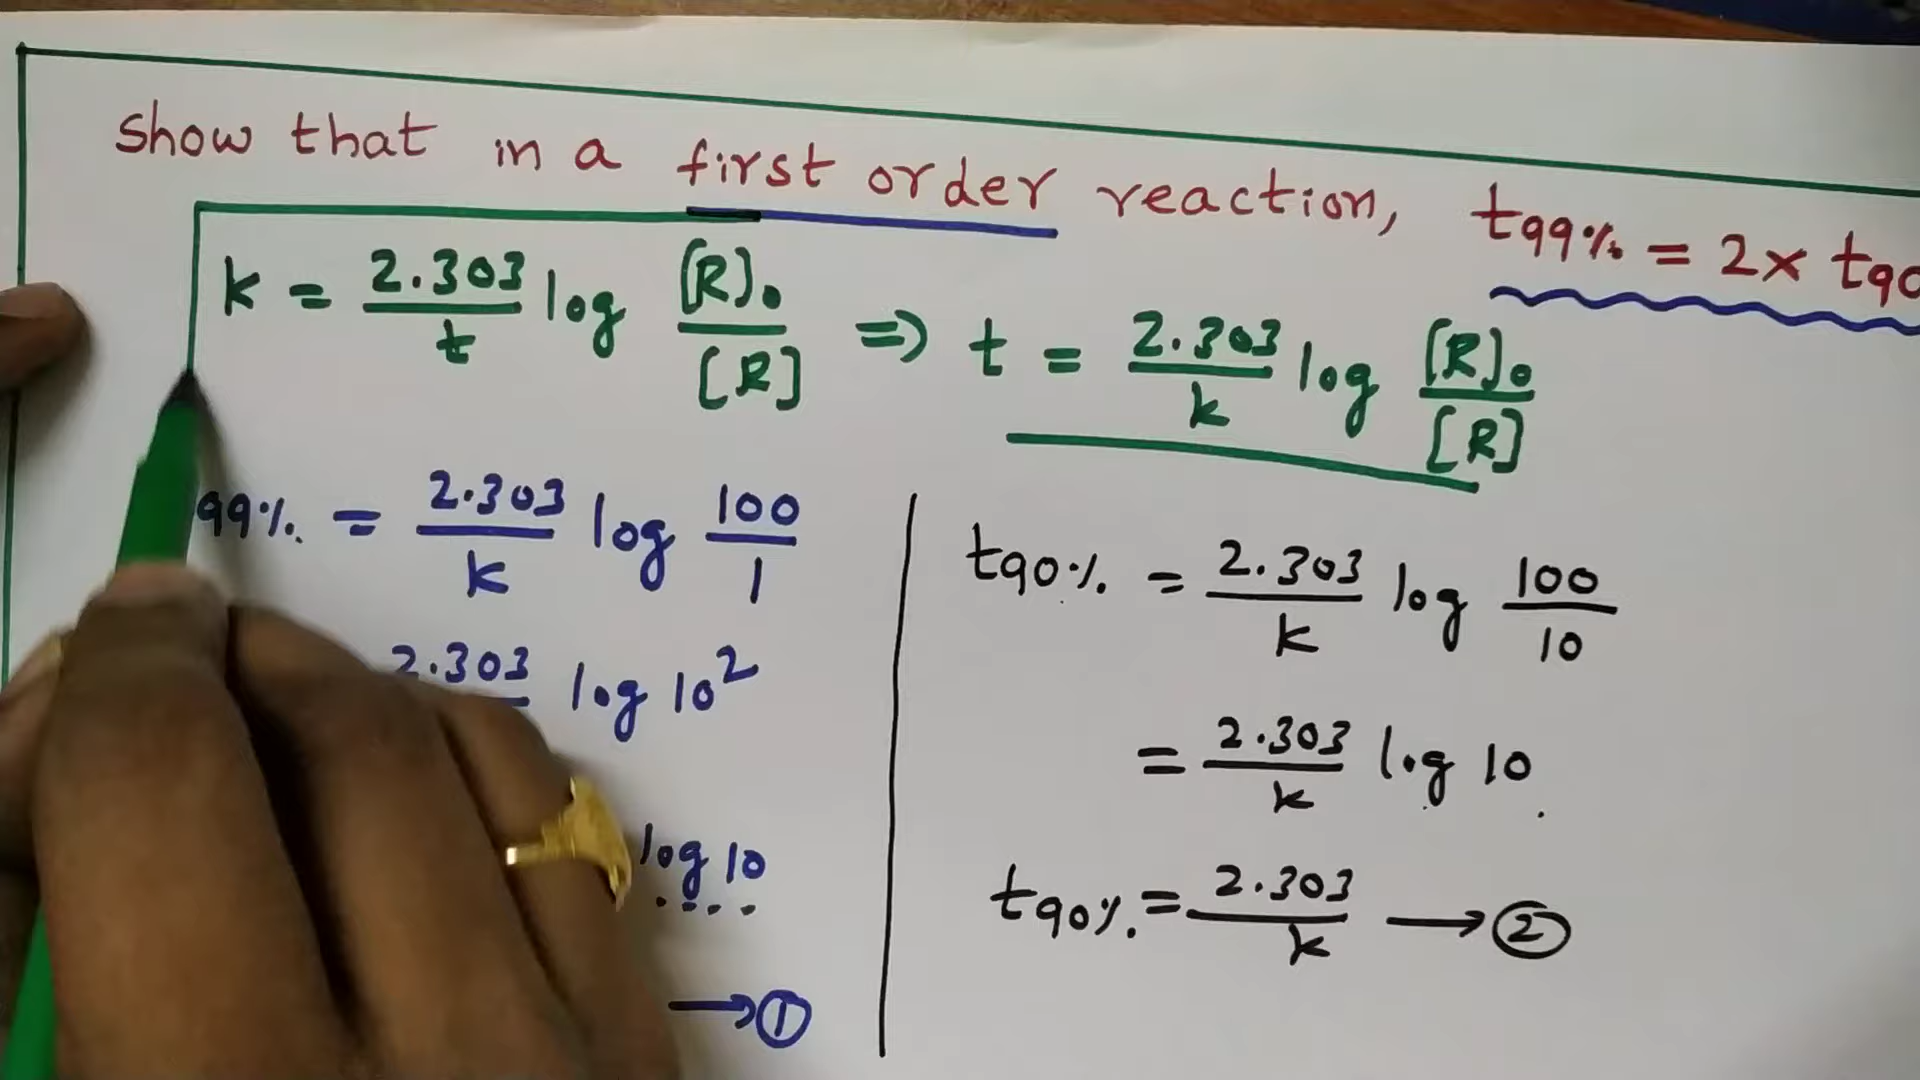 Show that in a first order reaction, t99% = 2 × t90
k = 2.303/t log [R]₀/[R] ⇒ t = 2.303/k log [R]₀/[R]
99% = 2.303/k log 100/1
2.303 log 10²
log 10
→ ①
t90% = 2.303/k log 100/10
= 2.303/k log 10
t90% = 2.303/k → ②